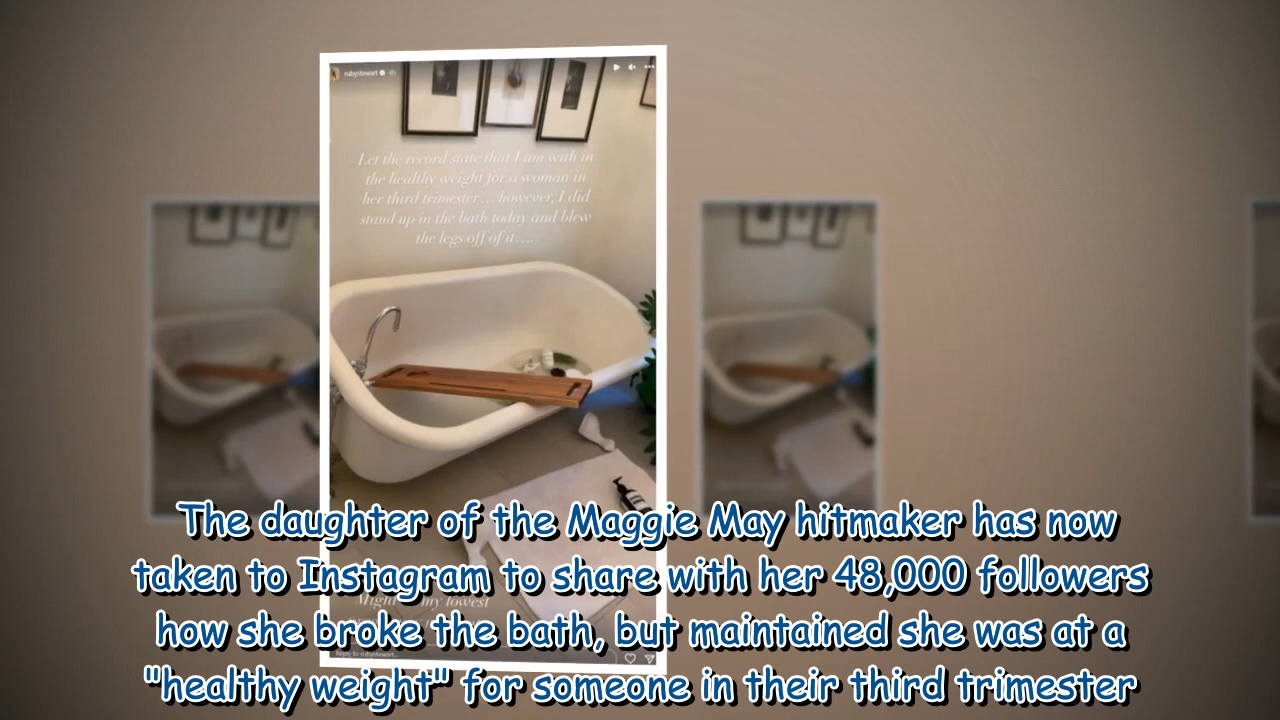 rubystewart 4h
Let the record state that I am with in
the healthy weight for a woman in
her third trimester… however, I did
stand up in the bath today and blew
the legs off of it….
The daughter of the Maggie May hitmaker has now
taken to Instagram to share with her 48,000 followers
how she broke the bath, but maintained she was at a
my lowest
"healthy weight" for someone in their third trimester